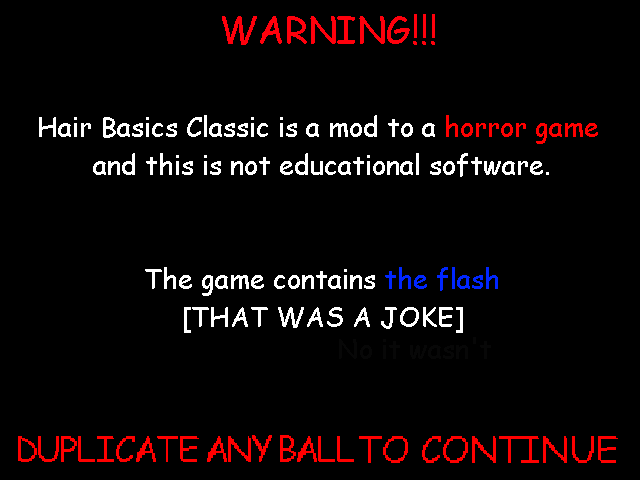 WARNING!!!
Hair Basics Classic is a mod to a horror game
and this is not educational software.
The game contains the flash
[THAT WAS A JOKE]
No it wasn't
DUPLICATE ANY BALL TO CONTINUE